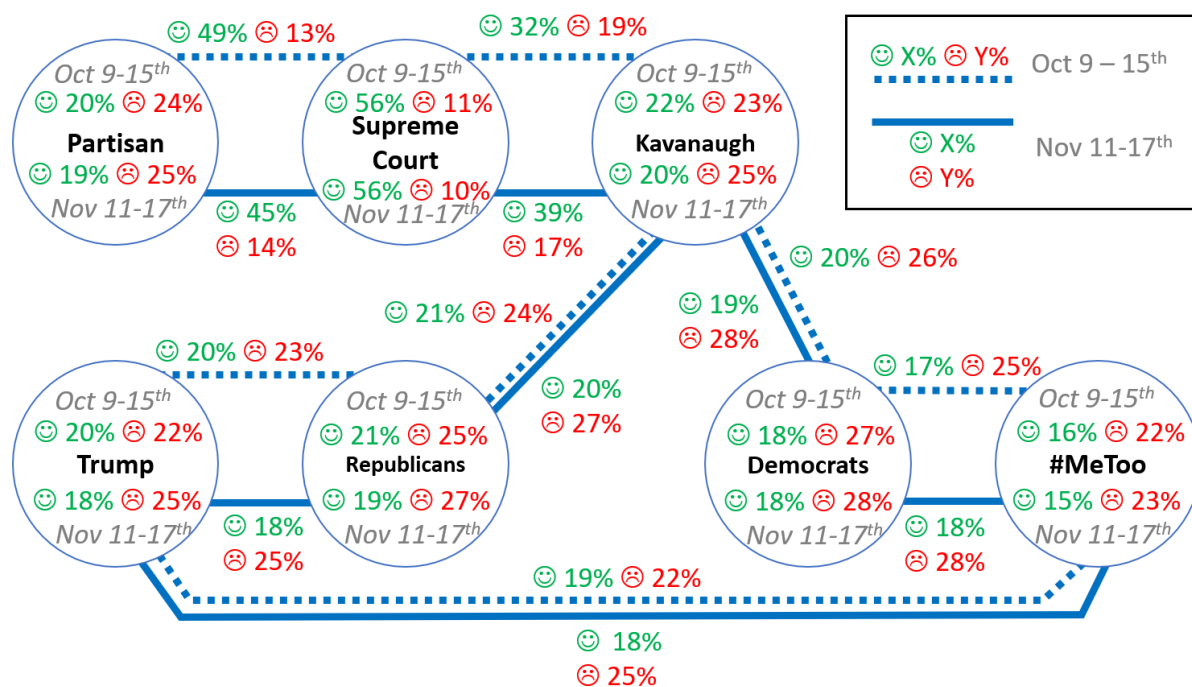 49% 13%
32% 19%
X% Y% Oct 9 – 15th
X%
Y%
Nov 11-17th
Oct 9-15th
20% 24%
Partisan
19% 25%
Nov 11-17th
Oct 9-15th
56% 11%
Supreme
Court
56% 10%
Nov 11-17th
Oct 9-15th
22% 23%
Kavanaugh
20% 25%
Nov 11-17th
45%
14%
39%
17%
20% 26%
19%
28%
21% 24%
20%
27%
20% 23%
17% 25%
Oct 9-15th
20% 22%
Trump
18% 25%
Nov 11-17th
Oct 9-15th
21% 25%
Republicans
19% 27%
Nov 11-17th
Oct 9-15th
18% 27%
Democrats
18% 28%
Nov 11-17th
Oct 9-15th
16% 22%
#MeToo
15% 23%
Nov 11-17th
18%
25%
18%
28%
19% 22%
18%
25%